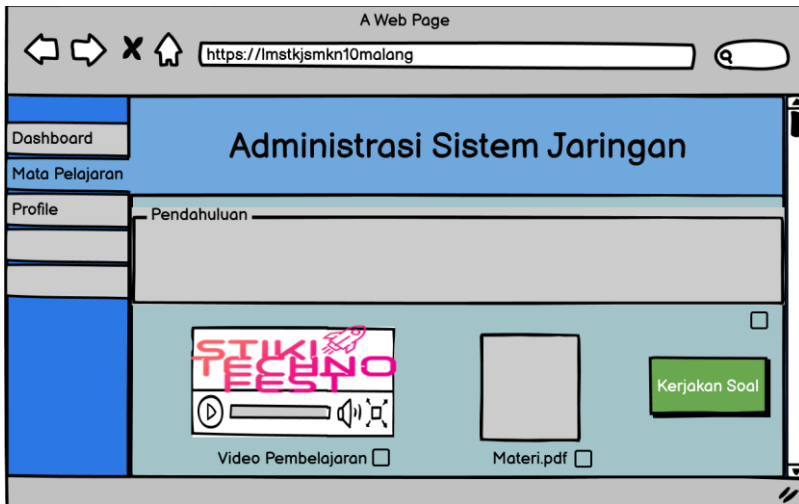 A Web Page
https://lmstkjsmkn10malang
Dashboard
Mata Pelajaran
Profile
Administrasi Sistem Jaringan
Pendahuluan
STIKI
TECHNO
FEST
Kerjakan Soal
Video Pembelajaran
Materi.pdf